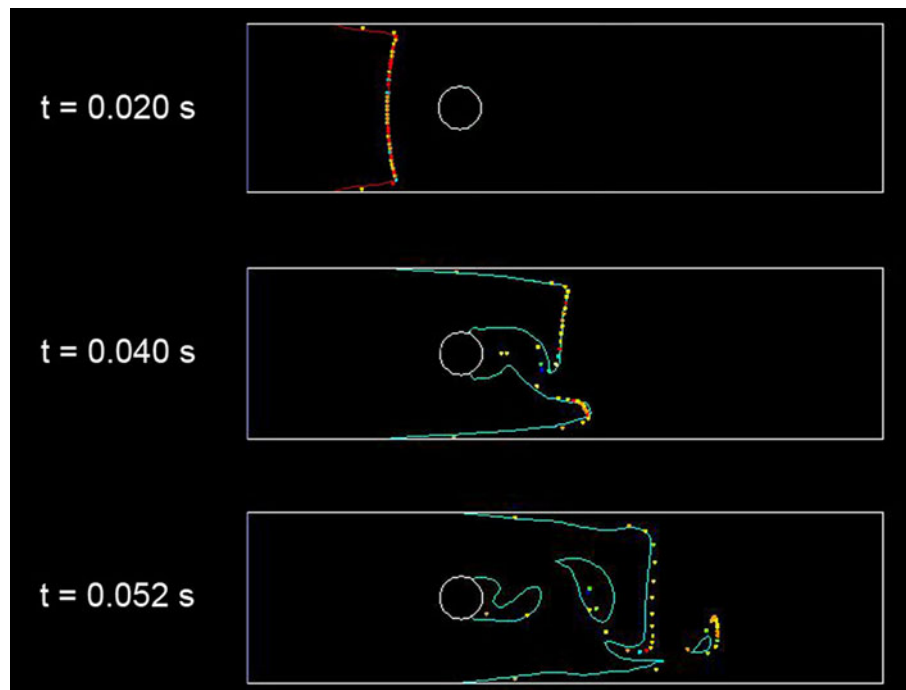 t = 0.020 s
t = 0.040 s
t = 0.052 s